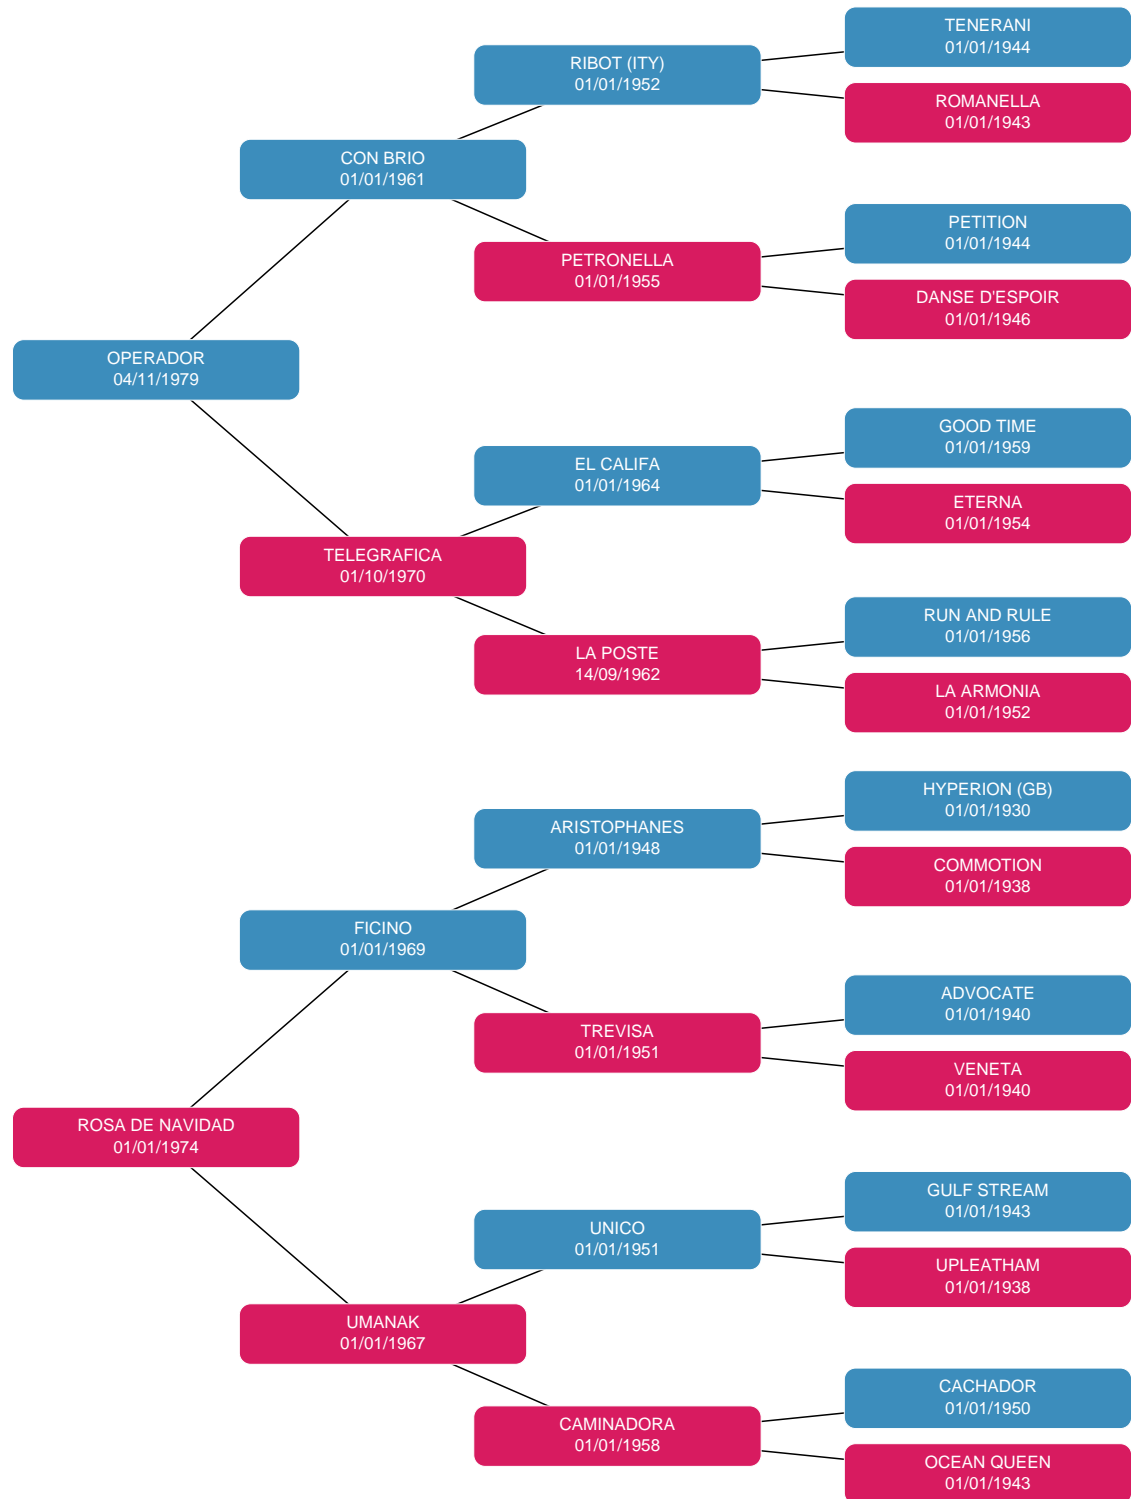 TENERANI
01/01/1944
RIBOT (ITY)
01/01/1952
ROMANELLA
01/01/1943
CON BRIO
01/01/1961
PETITION
01/01/1944
PETRONELLA
01/01/1955
DANSE D'ESPOIR
01/01/1946
OPERADOR
04/11/1979
GOOD TIME
01/01/1959
EL CALIFA
01/01/1964
ETERNA
01/01/1954
TELEGRAFICA
01/10/1970
RUN AND RULE
01/01/1956
LA POSTE
14/09/1962
LA ARMONIA
01/01/1952
HYPERION (GB)
01/01/1930
ARISTOPHANES
01/01/1948
COMMOTION
01/01/1938
FICINO
01/01/1969
ADVOCATE
01/01/1940
TREVISA
01/01/1951
VENETA
01/01/1940
ROSA DE NAVIDAD
01/01/1974
GULF STREAM
01/01/1943
UNICO
01/01/1951
UPLEATHAM
01/01/1938
UMANAK
01/01/1967
CACHADOR
01/01/1950
CAMINADORA
01/01/1958
OCEAN QUEEN
01/01/1943